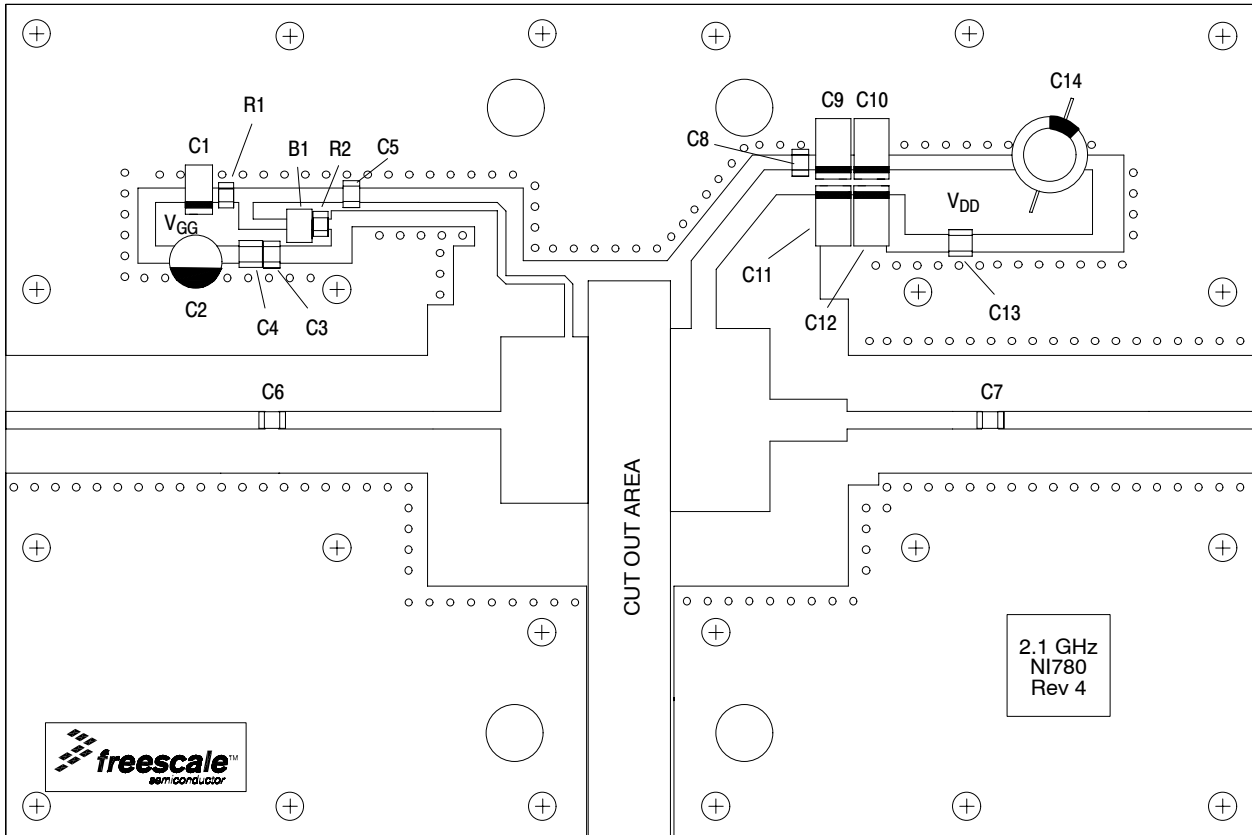 C14
C9 C10
R1
C8
C1
B1 R2 C5
VGG
VDD
C11
C2
C4 C3
C12
C13
C6
C7
CUT OUT AREA
2.1 GHz
NI780
Rev 4
freescale™
semiconductor